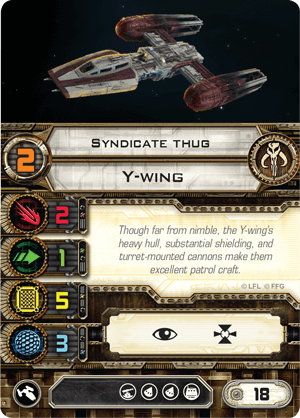 Syndicate Thug
2
Y-wing
2
Though far from nimble, the Y-wing's
heavy hull, substantial shielding, and
1
turret-mounted cannons make them
excellent patrol craft.
© LFL © FFG
5
3
18